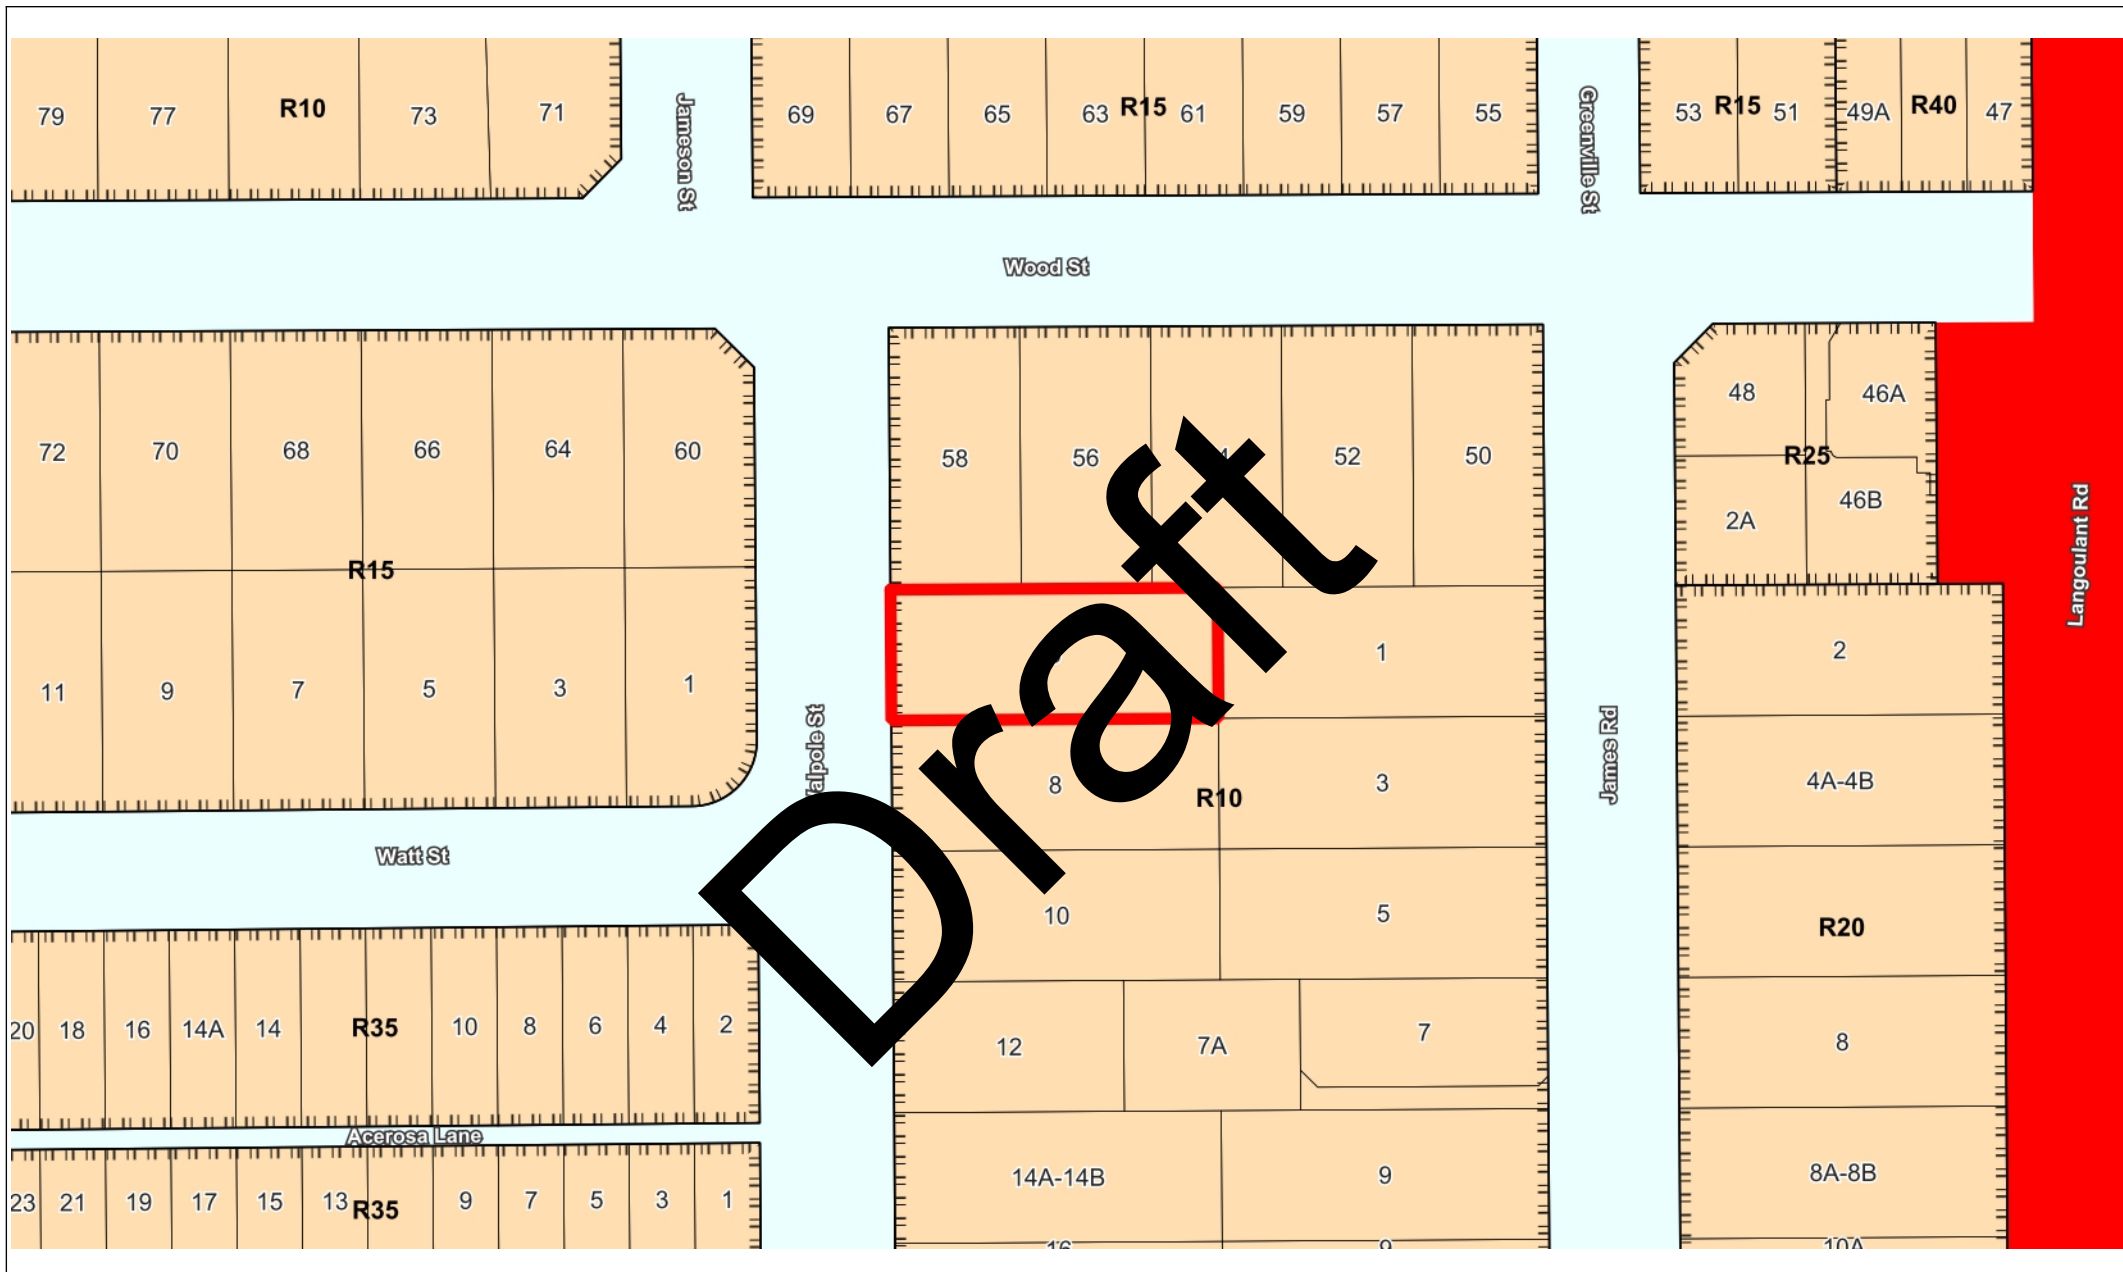 79 77 R10 73 71
Jameson St
69 67 65 63 R15 61 59 57 55
Greenville St
53 R15 51 49A R40 47
Wood St
72 70 68 66 64 60
R15
11 9 7 5 3 1
58 56 52 50
48 46A
R25
2A 46B
Langoulant Rd
1
2
8 R10 3
James Rd
4A-4B
Watt St
10 5
R20
20 18 16 14A 14 R35 10 8 6 4 2
12 7A 7
8
Acerosa Lane
23 21 19 17 15 13 R35 9 7 5 3 1
14A-14B 9
8A-8B
16 9
10A
Draft